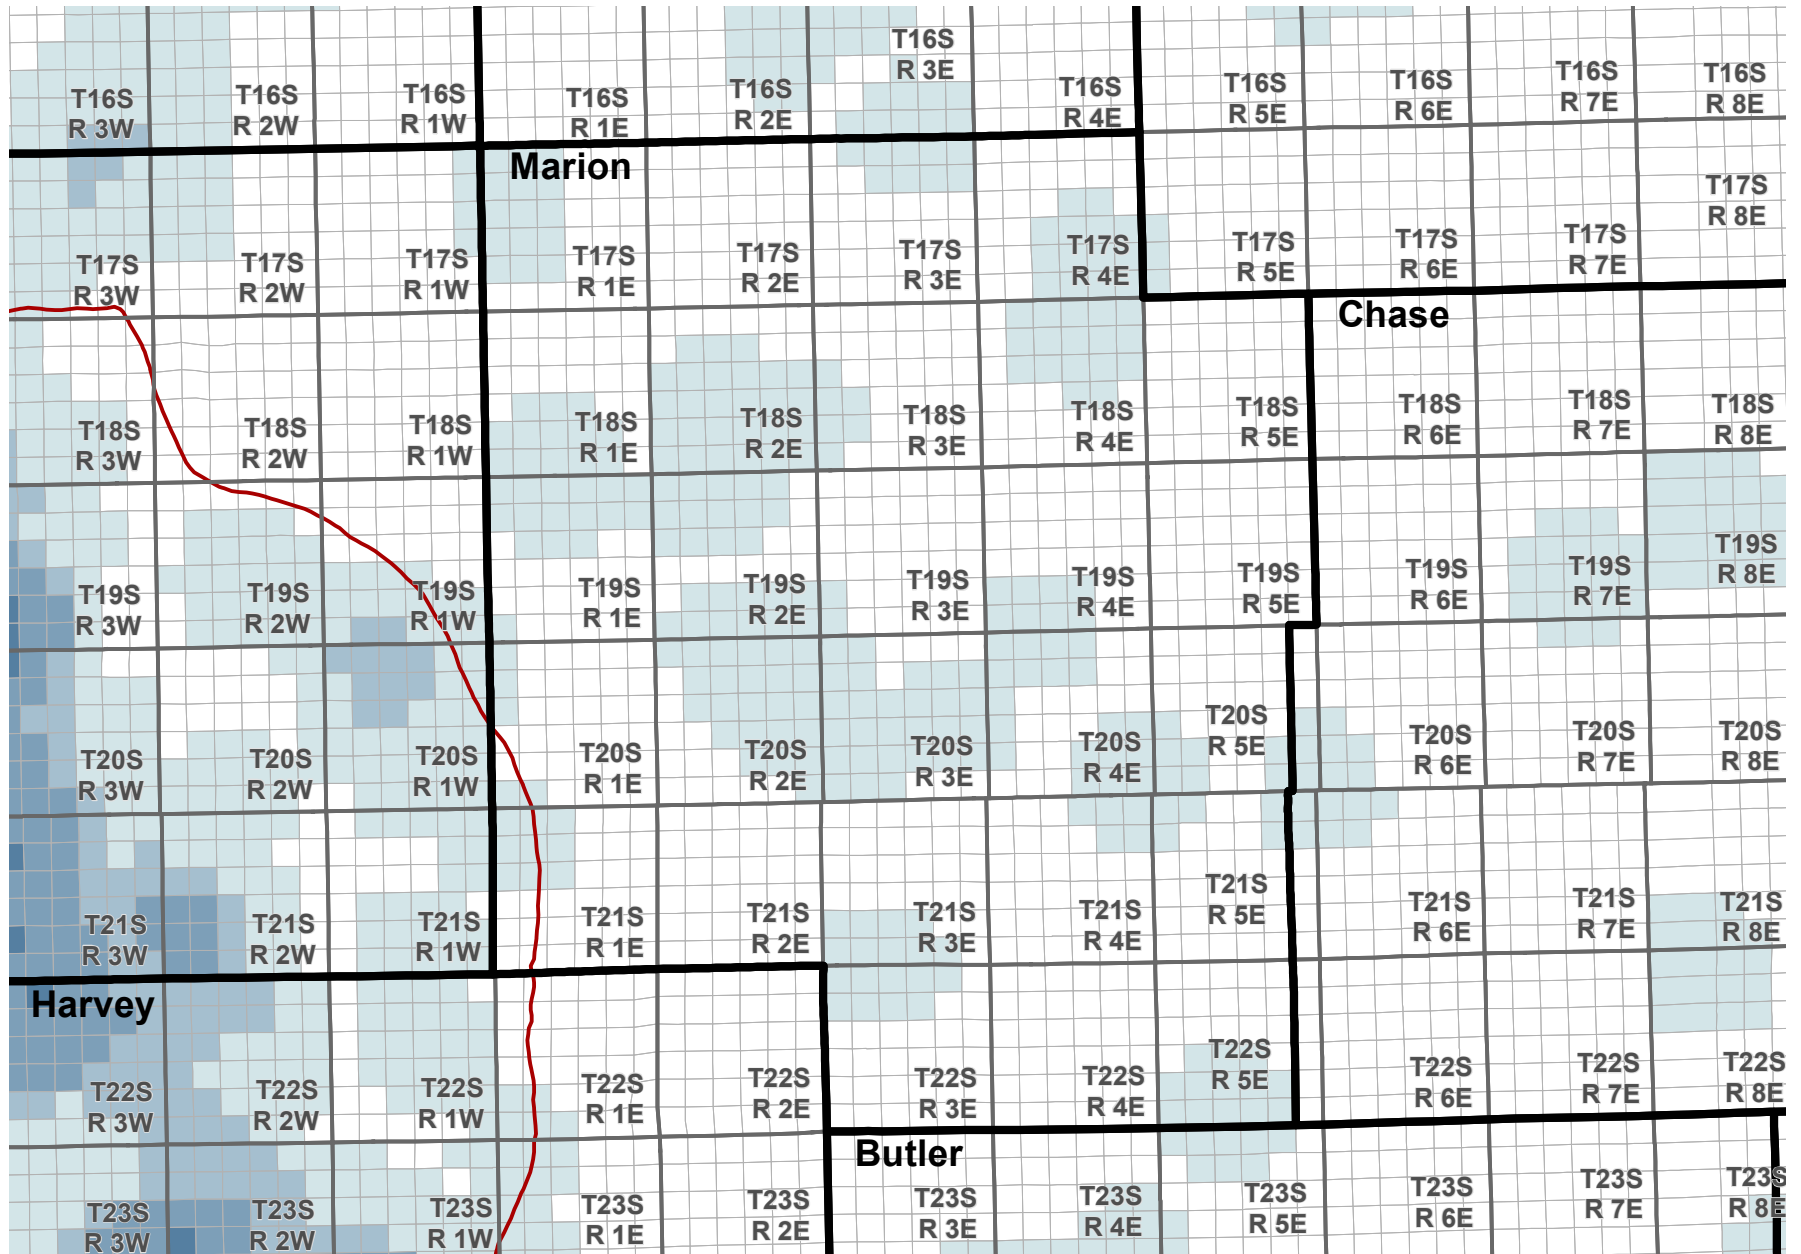 T16S
R 3W
T16S
R 2W
T16S
R 1W
T16S
R 1E
T16S
R 2E
T16S
R 3E
T16S
R 4E
T16S
R 5E
T16S
R 6E
T16S
R 7E
T16S
R 8E
Marion
T17S
R 3W
T17S
R 2W
T17S
R 1W
T17S
R 1E
T17S
R 2E
T17S
R 3E
T17S
R 4E
T17S
R 5E
T17S
R 6E
T17S
R 7E
T17S
R 8E
Chase
T18S
R 3W
T18S
R 2W
T18S
R 1W
T18S
R 1E
T18S
R 2E
T18S
R 3E
T18S
R 4E
T18S
R 5E
T18S
R 6E
T18S
R 7E
T18S
R 8E
T19S
R 3W
T19S
R 2W
T19S
R 1W
T19S
R 1E
T19S
R 2E
T19S
R 3E
T19S
R 4E
T19S
R 5E
T19S
R 6E
T19S
R 7E
T19S
R 8E
T20S
R 3W
T20S
R 2W
T20S
R 1W
T20S
R 1E
T20S
R 2E
T20S
R 3E
T20S
R 4E
T20S
R 5E
T20S
R 6E
T20S
R 7E
T20S
R 8E
T21S
R 3W
T21S
R 2W
T21S
R 1W
T21S
R 1E
T21S
R 2E
T21S
R 3E
T21S
R 4E
T21S
R 5E
T21S
R 6E
T21S
R 7E
T21S
R 8E
Harvey
T22S
R 3W
T22S
R 2W
T22S
R 1W
T22S
R 1E
T22S
R 2E
T22S
R 3E
T22S
R 4E
T22S
R 5E
T22S
R 6E
T22S
R 7E
T22S
R 8E
Butler
T23S
R 3W
T23S
R 2W
T23S
R 1W
T23S
R 1E
T23S
R 2E
T23S
R 3E
T23S
R 4E
T23S
R 5E
T23S
R 6E
T23S
R 7E
T23S
R 8E